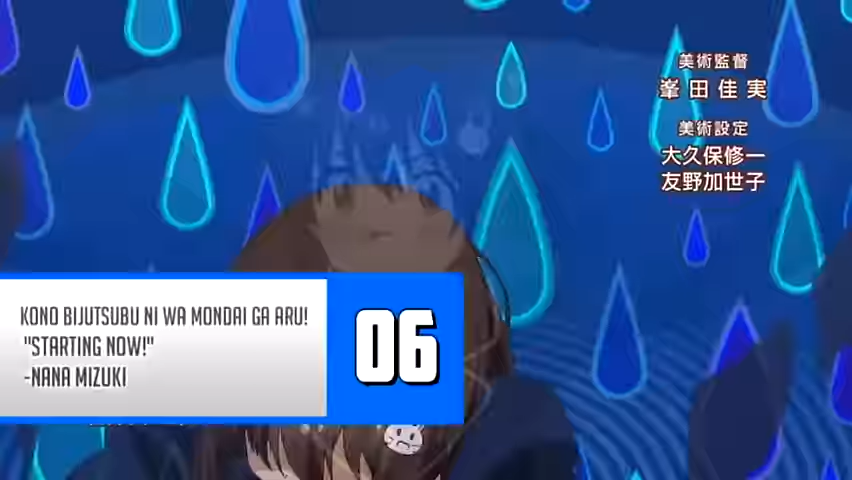 美術監督
峯田佳実
美術設定
大久保修一
友野加世子
KONO BIJUTSUBU NI WA MONDAI GA ARU!
"STARTING NOW!"
-NANA MIZUKI
06